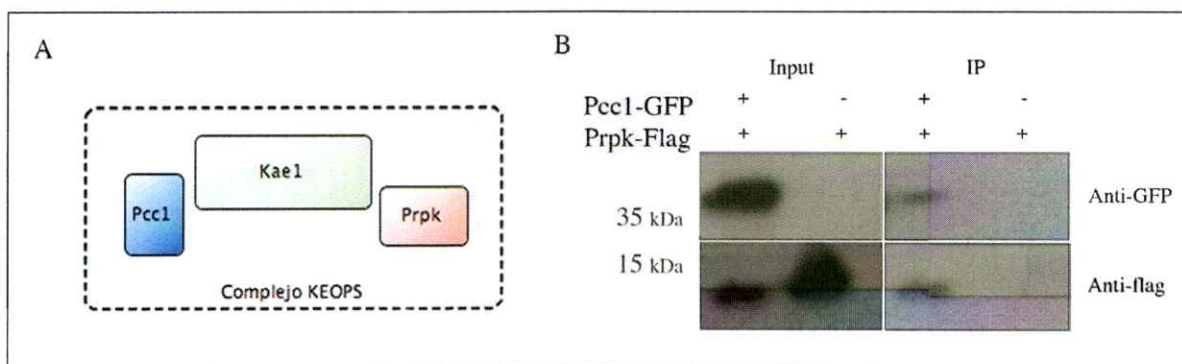 A
Pcc1
Kae1
Prpk
Complejo KEOPS
B
Input IP
Pcc1-GFP + - + -
Prpk-Flag + + + +
35 kDa
15 kDa
Anti-GFP
Anti-flag